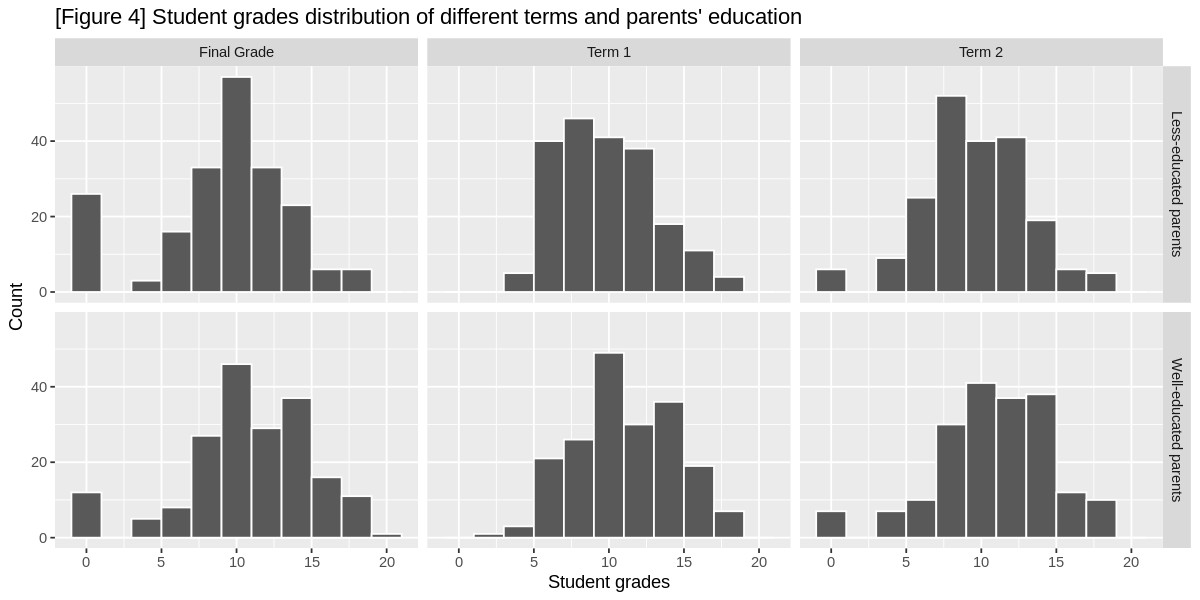 [Figure 4] Student grades distribution of different terms and parents' education
Final Grade
Term 1
Term 2
40
20
0
Less-educated parents
Count
40
20
0
Well-educated parents
0 5 10 15 20
0 5 10 15 20
0 5 10 15 20
Student grades